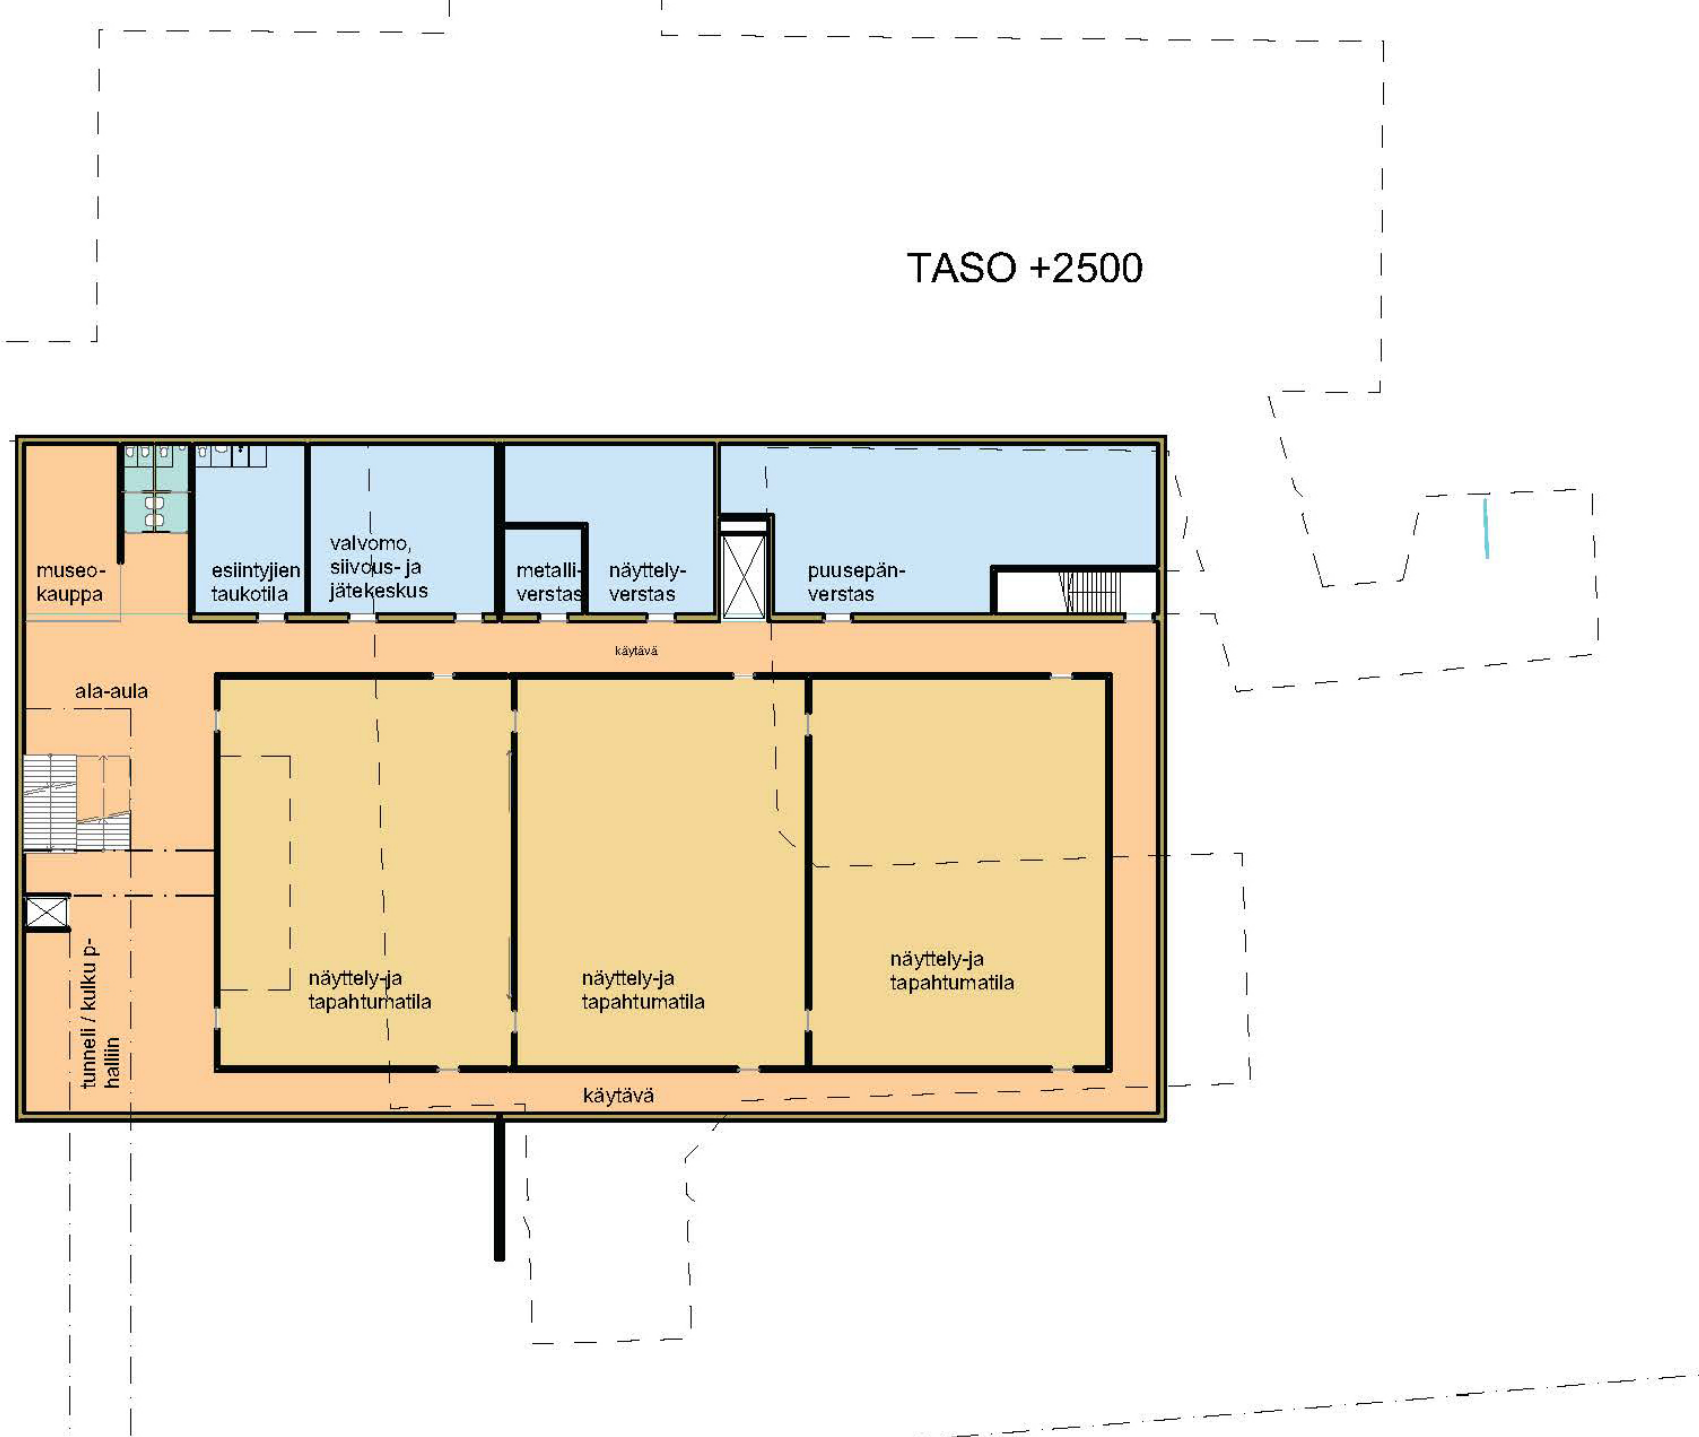 TASO +2500
museo-
kauppa
esiintyjien
taukotila
valvomo,
siivous- ja
jätekeskus
metalli-
verstas
näyttely-
verstas
puusepän-
verstas
käytävä
ala-aula
näyttely-ja
tapahtumatila
näyttely-ja
tapahtumatila
näyttely-ja
tapahtumatila
tunneli / kulku p-
halliin
käytävä